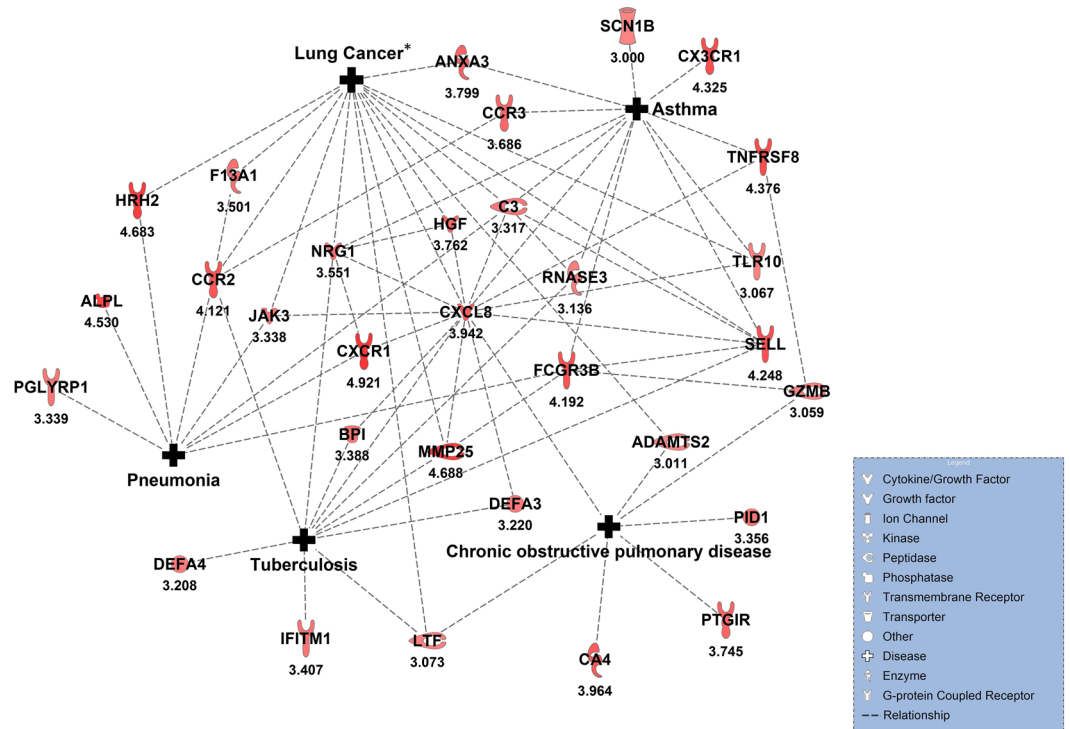 SCN1B
3.000
Lung Cancer*
ANXA3
3.799
CX3CR1
4.325
Asthma
CCR3
3.686
TNFRSF8
4.376
F13A1
3.501
HRH2
4.683
C3
3.317
HGF
3.762
NRG1
3.551
TLR10
3.067
RNASE3
3.136
CCR2
4.121
ALPL
4.530
JAK3
3.338
CXCL8
3.942
CXCR1
4.921
SELL
4.248
FCGR3B
4.192
PGLYRP1
3.339
GZMB
3.059
BPI
3.388
MMP25
4.688
ADAMTS2
3.011
Pneumonia
DEFA3
3.220
PID1
3.356
Chronic obstructive pulmonary disease
Tuberculosis
DEFA4
3.208
IFITM1
3.407
LTF
3.073
PTGIR
3.745
CA4
3.964
Legend
Cytokine/Growth Factor
Growth factor
Ion Channel
Kinase
Peptidase
Phosphatase
Transmembrane Receptor
Transporter
Other
Disease
Enzyme
G-protein Coupled Receptor
Relationship